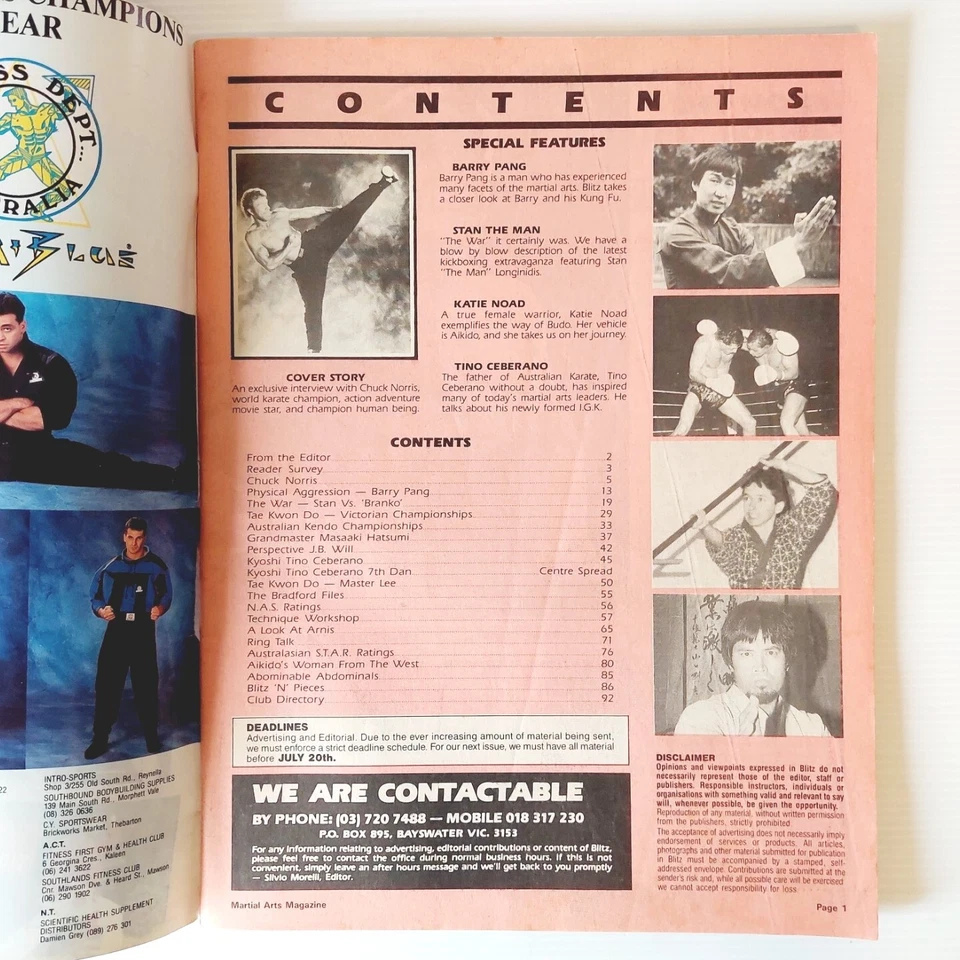 CHAMPIONS
EAR
SS DEPT...
TRALIA
BLUE
INTRO-SPORTS
Shop 3/255 Old South Rd., Reynella
SOUTHBOUND BODYBUILDING SUPPLIES
139 Main South Rd., Morphett Vale
(08) 326 0636
C.Y. SPORTSWEAR
Brickworks Market, Thebarton
A.C.T.
FITNESS FIRST GYM & HEALTH CLUB
6 Georgina Cres., Kaleen
(06) 241 3622
SOUTHLANDS FITNESS CLUB
Cnr. Mawson Dve. & Heard St., Mawson
(06) 290 1902
N.T.
SCIENTIFIC HEALTH SUPPLEMENT
DISTRIBUTORS
Damien Grey (089) 276 301
22
CONTENTS
COVER STORY
An exclusive interview with Chuck Norris,
world karate champion, action adventure
movie star, and champion human being.
SPECIAL FEATURES
BARRY PANG
Barry Pang is a man who has experienced
many facets of the martial arts. Blitz takes
a closer look at Barry and his Kung Fu.
STAN THE MAN
"The War" it certainly was. We have a
blow by blow description of the latest
kickboxing extravaganza featuring Stan
"The Man" Longinidis.
KATIE NOAD
A true female warrior, Katie Noad
exemplifies the way of Budo. Her vehicle
is Aikido, and she takes us on her journey.
TINO CEBERANO
The father of Australian Karate, Tino
Ceberano without a doubt, has inspired
many of today's martial arts leaders. He
talks about his newly formed I.G.K.
CONTENTS
From the Editor 2
Reader Survey 3
Chuck Norris 5
Physical Aggression — Barry Pang 13
The War — Stan Vs. 'Branko' 19
Tae Kwon Do — Victorian Championships 29
Australian Kendo Championships 33
Grandmaster Masaaki Hatsumi 37
Perspective J.B. Will 42
Kyoshi Tino Ceberano 45
Kyoshi Tino Ceberano 7th Dan Centre Spread
Tae Kwon Do — Master Lee 50
The Bradford Files 55
N.A.S. Ratings 56
Technique Workshop 57
A Look At Arnis 65
Ring Talk 71
Australasian S.T.A.R. Ratings 76
Aikido's Woman From The West 80
Abominable Abdominals 85
Blitz 'N' Pieces 86
Club Directory 92
DEADLINES
Advertising and Editorial. Due to the ever increasing amount of material being sent,
we must enforce a strict deadline schedule. For our next issue, we must have all material
before JULY 20th.
WE ARE CONTACTABLE
BY PHONE: (03) 720 7488 — MOBILE 018 317 230
P.O. BOX 895, BAYSWATER VIC. 3153
For any information relating to advertising, editorial contributions or content of Blitz,
please feel free to contact the office during normal business hours. If this is not
convenient, simply leave an after hours message and we'll get back to you promptly
— Silvio Morelli, Editor.
DISCLAIMER
Opinions and viewpoints expressed in Blitz do not
necessarily represent those of the editor, staff or
publishers. Responsible instructors, individuals or
organisations with something valid and relevant to say
will, whenever possible, be given the opportunity.
Reproduction of any material, without written permission
from the publishers, strictly prohibited.
The acceptance of advertising does not necessarily imply
endorsement of services or products. All articles,
photographs and other material submitted for publication
in Blitz must be accompanied by a stamped, self-
addressed envelope. Contributions are submitted at the
sender's risk and, while all possible care will be exercised
we cannot accept responsibility for loss.
Martial Arts Magazine
Page 1